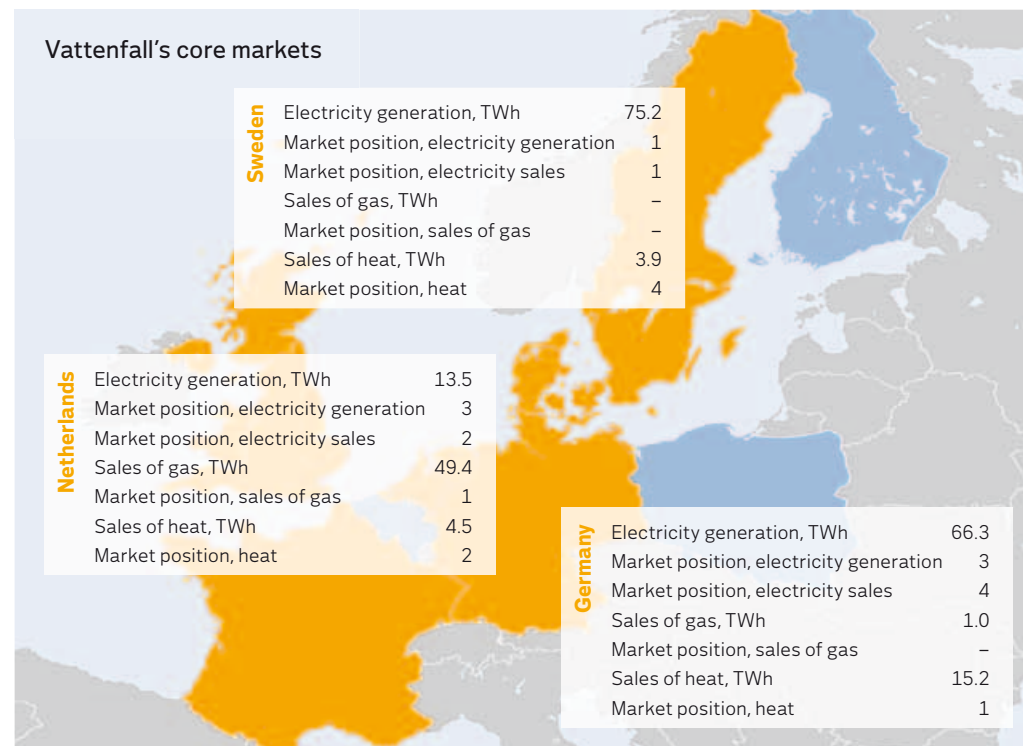 Vattenfall's core markets
Sweden
Electricity generation, TWh 75.2
Market position, electricity generation 1
Market position, electricity sales 1
Sales of gas, TWh –
Market position, sales of gas –
Sales of heat, TWh 3.9
Market position, heat 4
Netherlands
Electricity generation, TWh 13.5
Market position, electricity generation 3
Market position, electricity sales 2
Sales of gas, TWh 49.4
Market position, sales of gas 1
Sales of heat, TWh 4.5
Market position, heat 2
Germany
Electricity generation, TWh 66.3
Market position, electricity generation 3
Market position, electricity sales 4
Sales of gas, TWh 1.0
Market position, sales of gas –
Sales of heat, TWh 15.2
Market position, heat 1